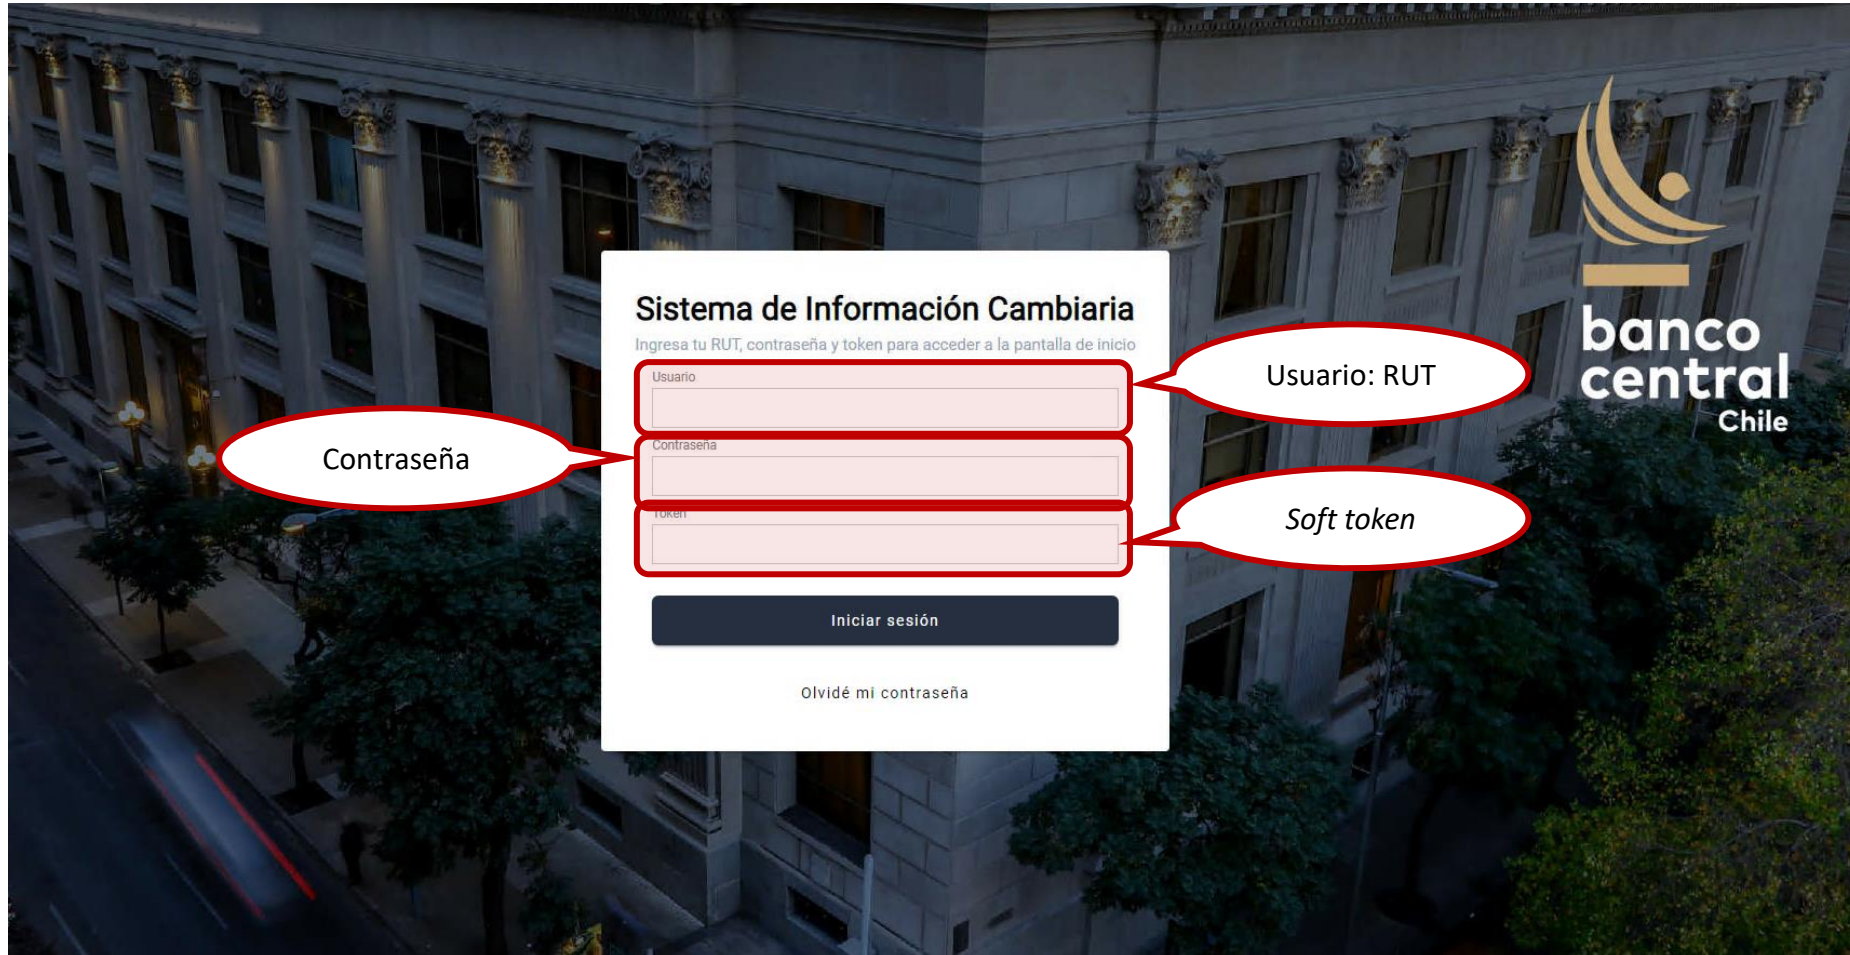 Sistema de Información Cambiaria
Ingresa tu RUT, contraseña y token para acceder a la pantalla de inicio
Usuario
Usuario: RUT
Contraseña
Contraseña
Token
Soft token
Iniciar sesión
Olvidé mi contraseña
banco
central
Chile